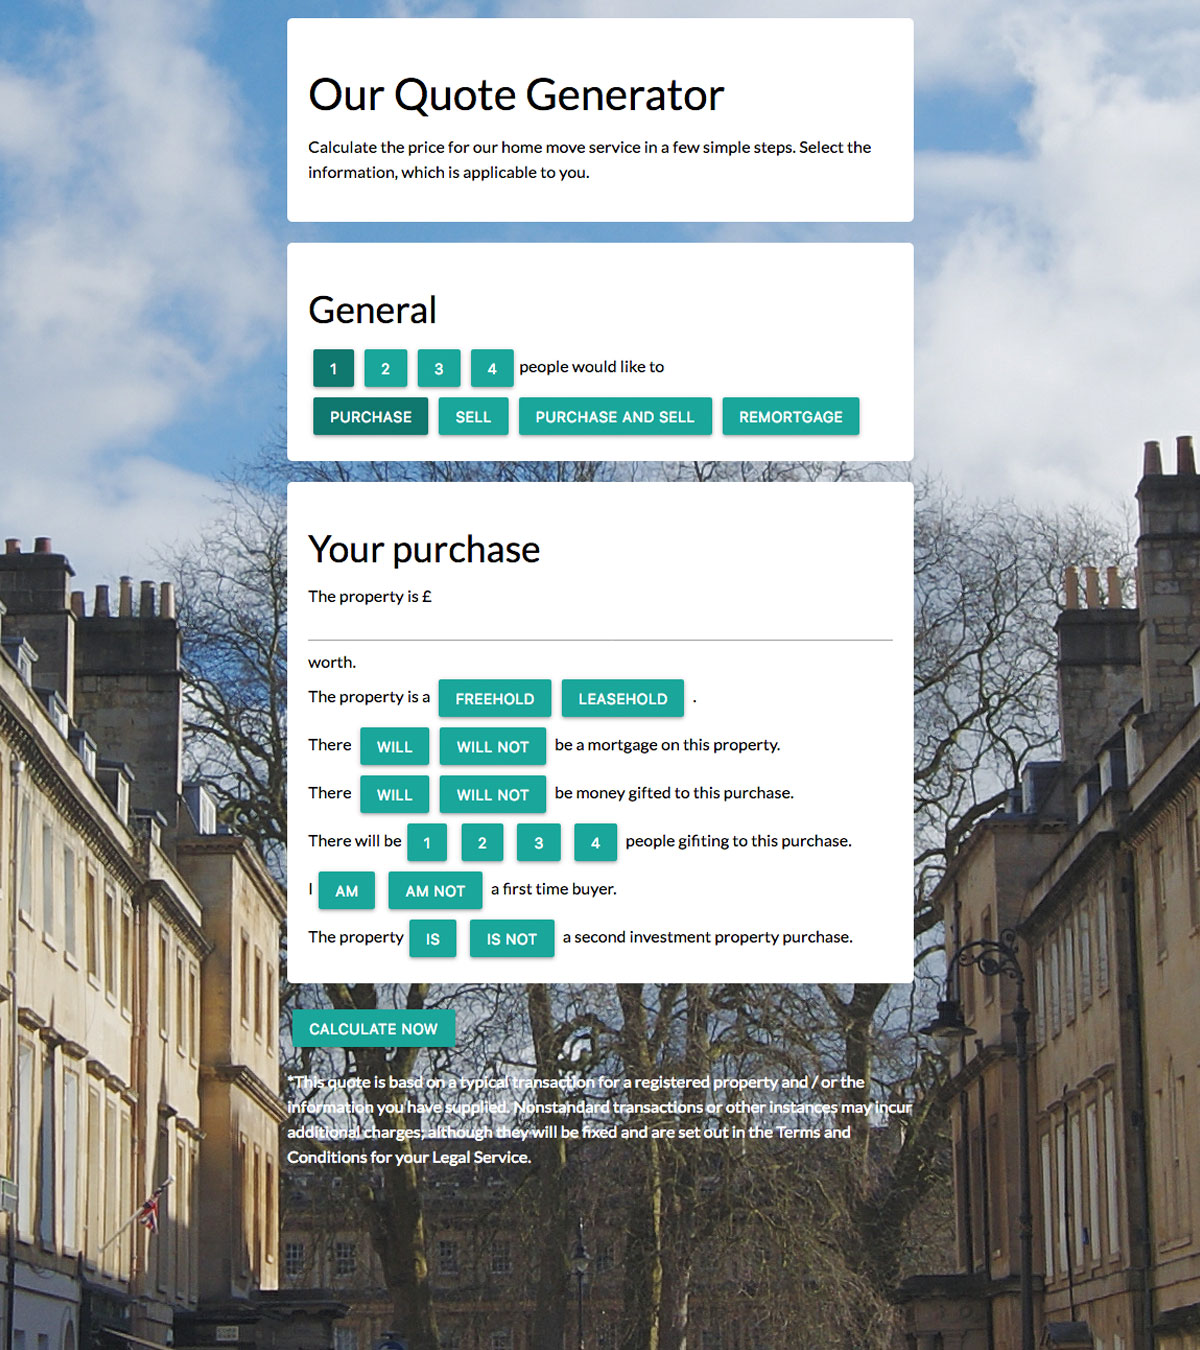 Our Quote Generator
Calculate the price for our home move service in a few simple steps. Select the
information, which is applicable to you.
General
1 2 3 4 people would like to
PURCHASE SELL PURCHASE AND SELL REMORTGAGE
Your purchase
The property is £
worth.
The property is a FREEHOLD LEASEHOLD .
There WILL WILL NOT be a mortgage on this property.
There WILL WILL NOT be money gifted to this purchase.
There will be 1 2 3 4 people gifiting to this purchase.
I AM AM NOT a first time buyer.
The property IS IS NOT a second investment property purchase.
CALCULATE NOW
*This quote is basd on a typical transaction for a registered property and / or the
information you have supplied. Nonstandard transactions or other instances may incur
additional charges; although they will be fixed and are set out in the Terms and
Conditions for your Legal Service.